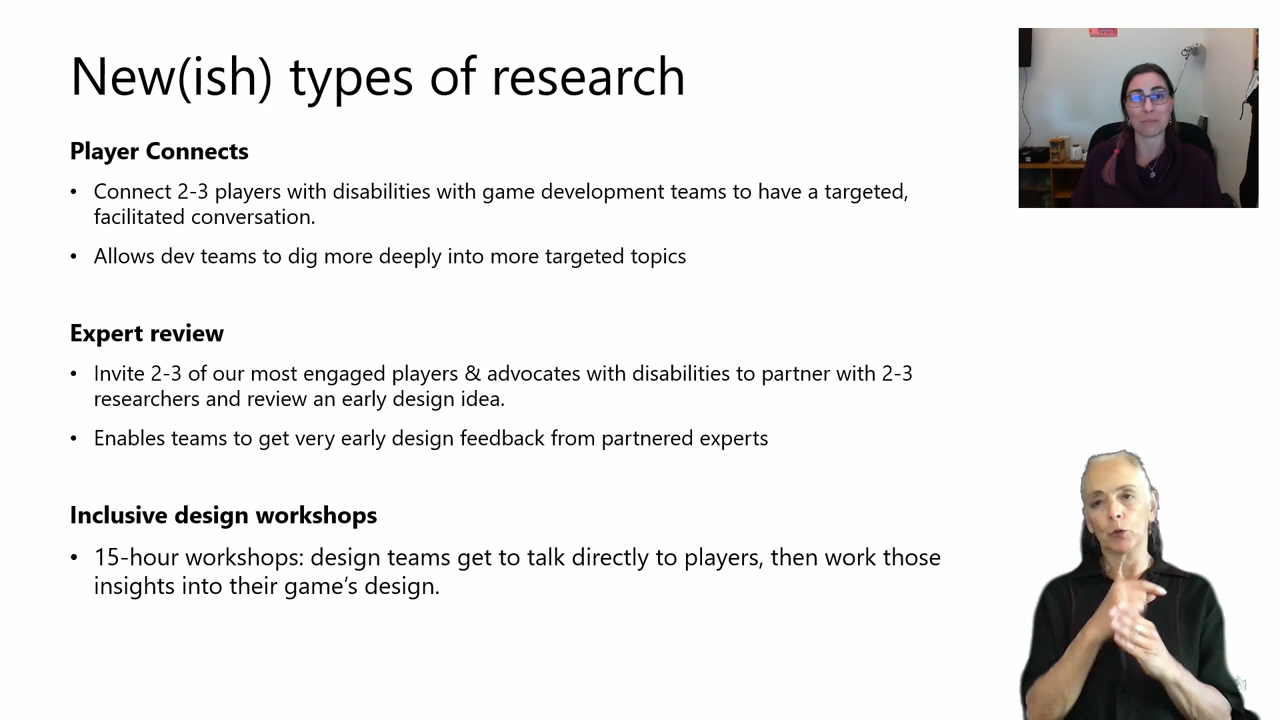 New(ish) types of research
Player Connects
• Connect 2-3 players with disabilities with game development teams to have a targeted,
facilitated conversation.
• Allows dev teams to dig more deeply into more targeted topics
Expert review
• Invite 2-3 of our most engaged players & advocates with disabilities to partner with 2-3
researchers and review an early design idea.
• Enables teams to get very early design feedback from partnered experts
Inclusive design workshops
• 15-hour workshops: design teams get to talk directly to players, then work those
insights into their game’s design.